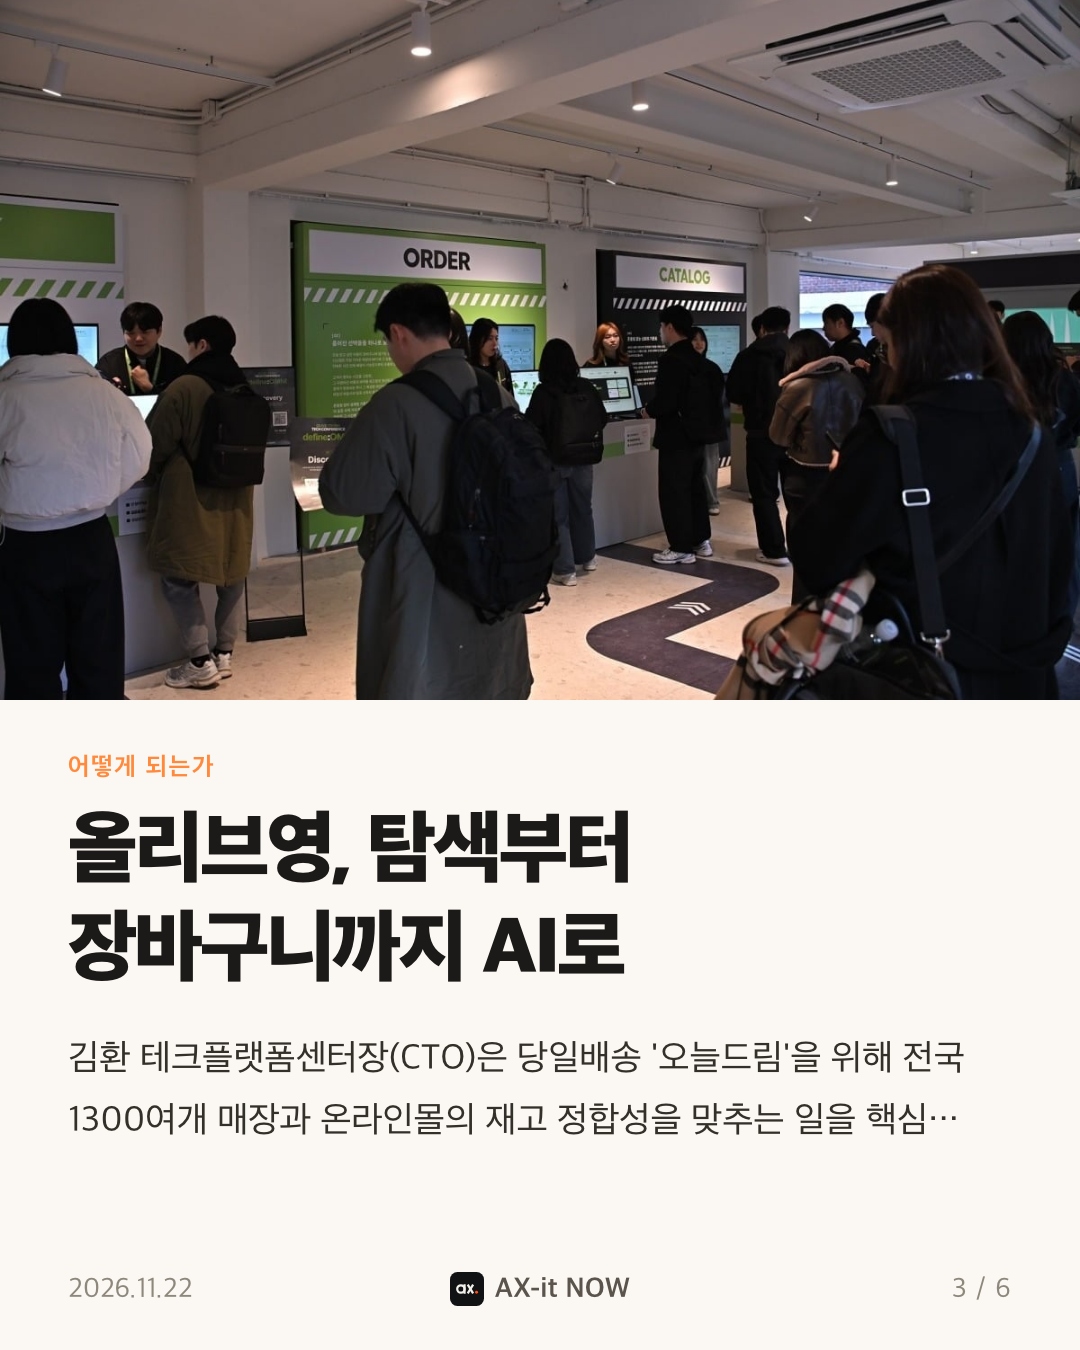 ORDER
CATALOG
어떻게 되는가
올리브영, 탐색부터
장바구니까지 AI로
김환 테크플랫폼센터장(CTO)은 당일배송 '오늘드림'을 위해 전국
1300여개 매장과 온라인몰의 재고 정합성을 맞추는 일을 핵심…
2026.11.22
ax.
AX-it NOW
3 / 6